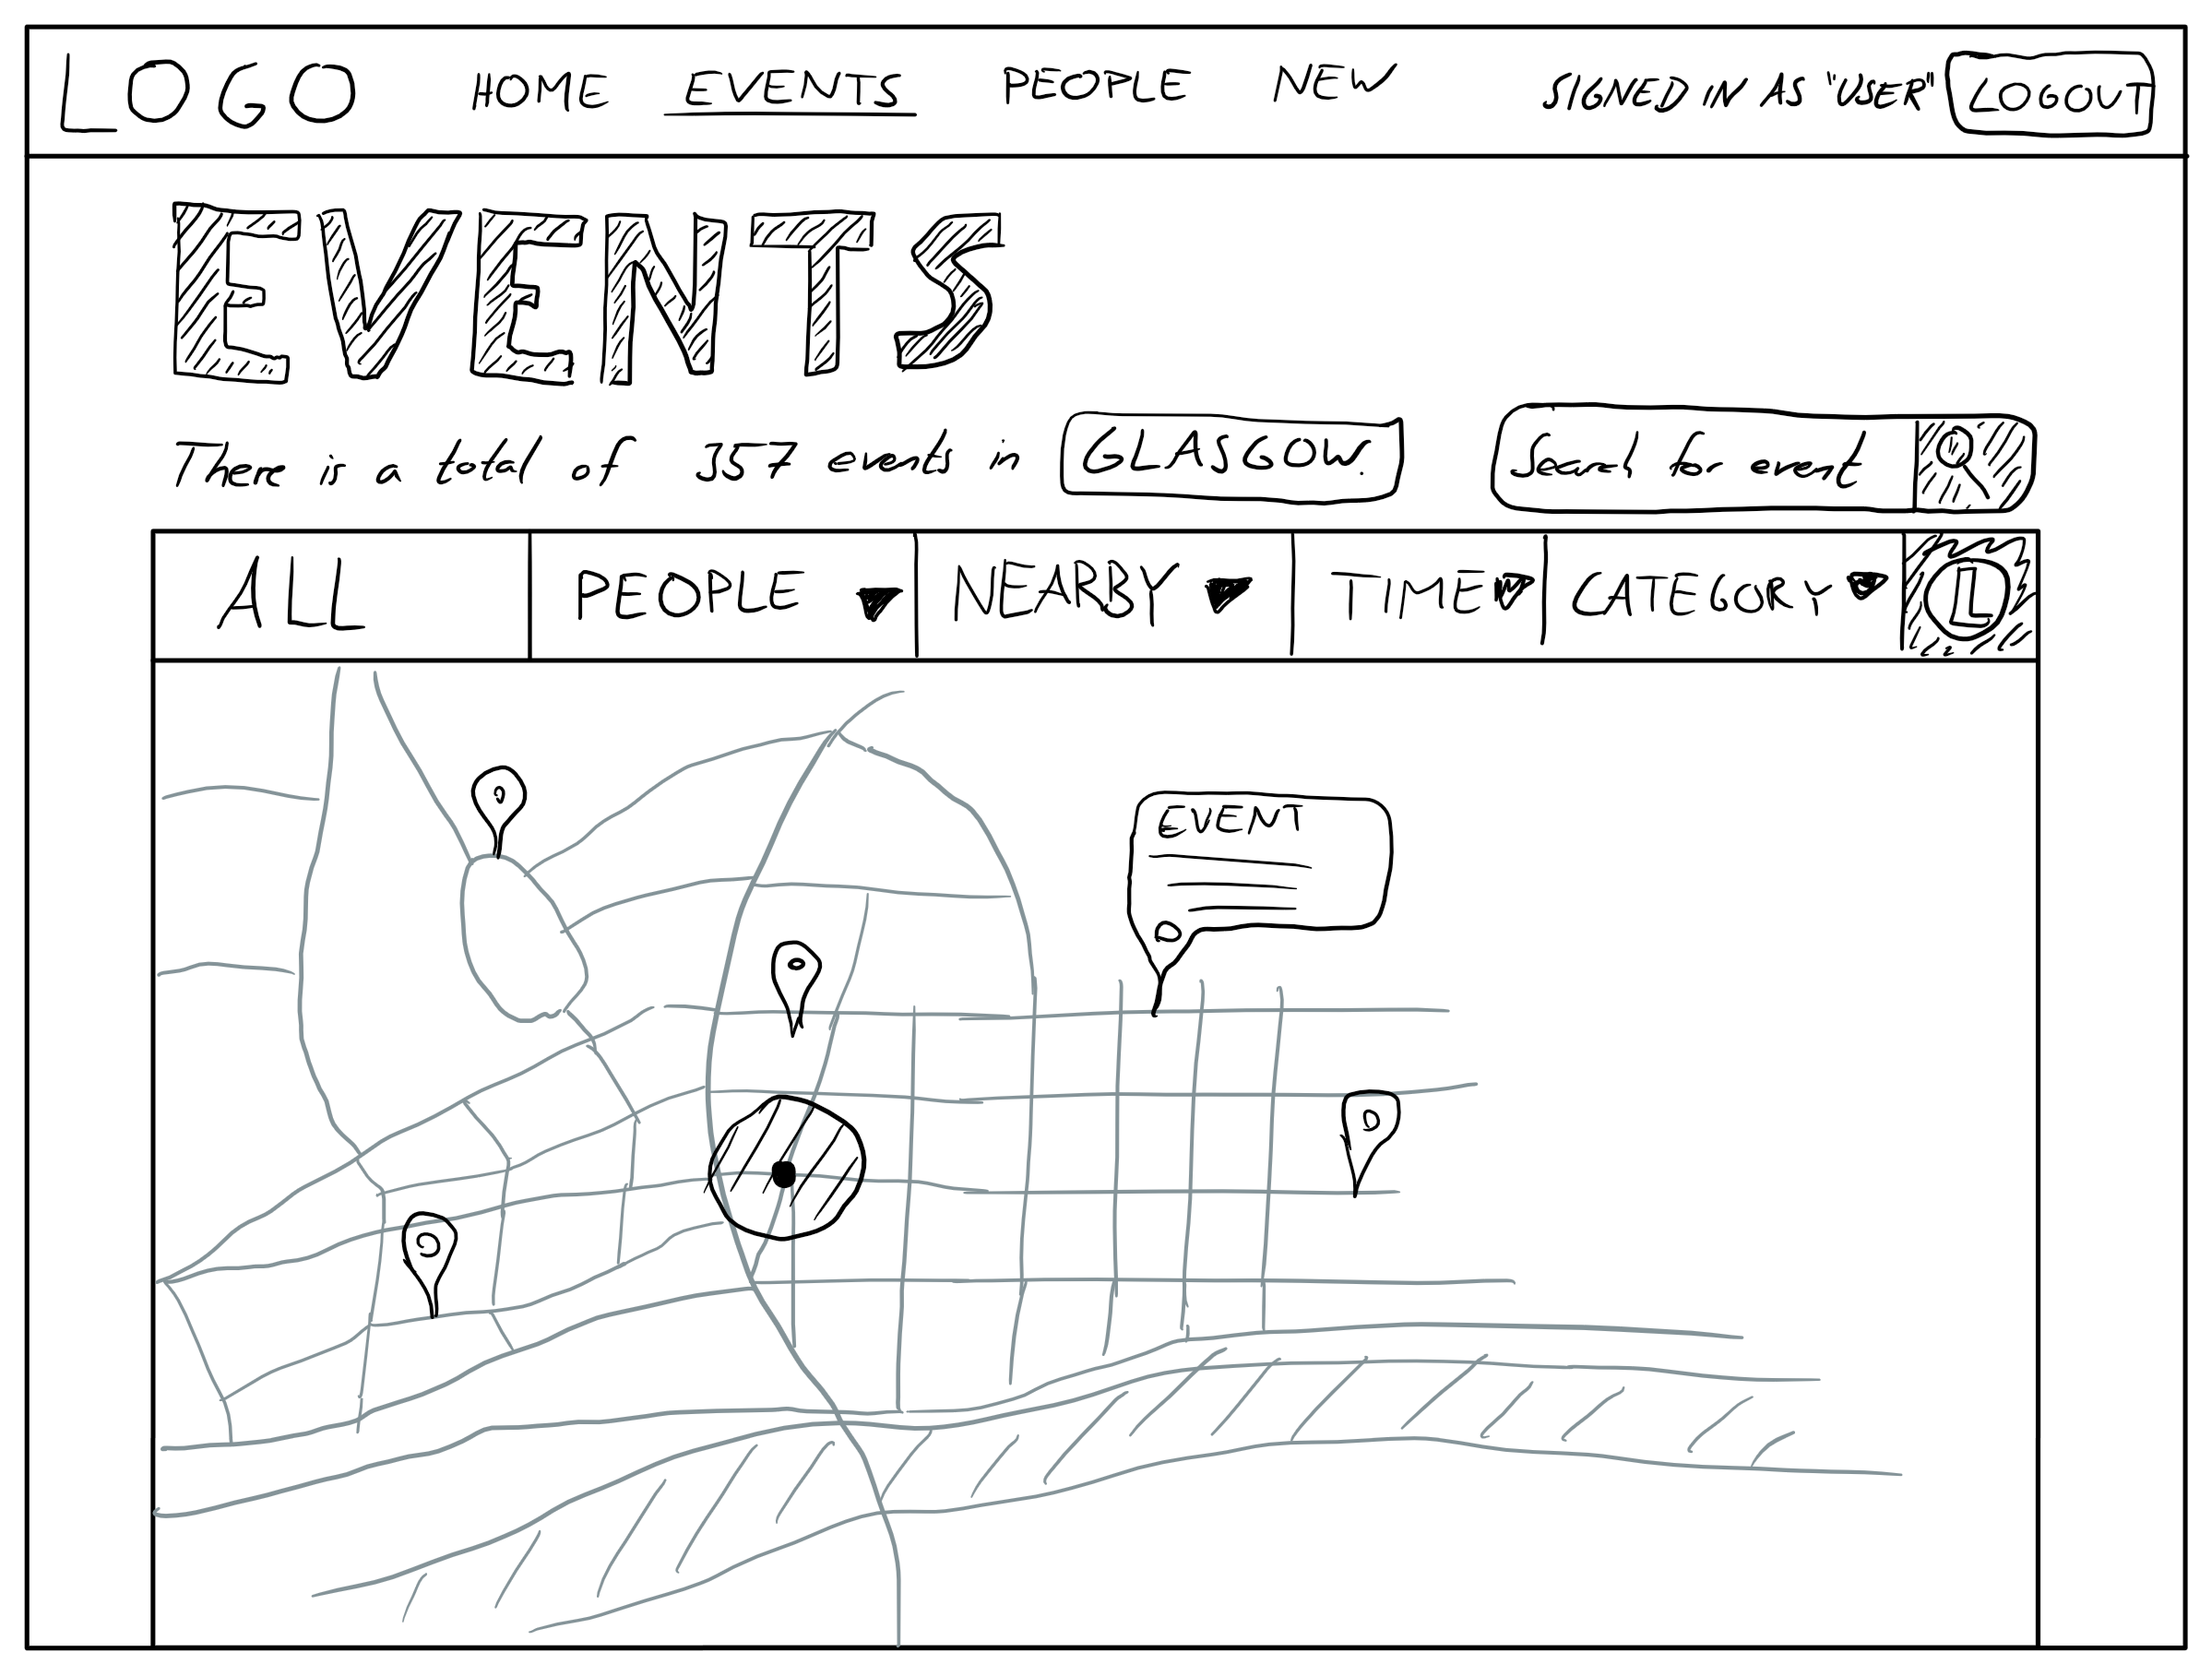 LOGO HOME EVENTS PEOPLE NEW SIGNED IN AS "USER" LOGOUT
EVENTS
There is a total of 357 events in GLASGOW. Search for event
ALL PEOPLE NEARBY TIME CATEGORY
EVENT